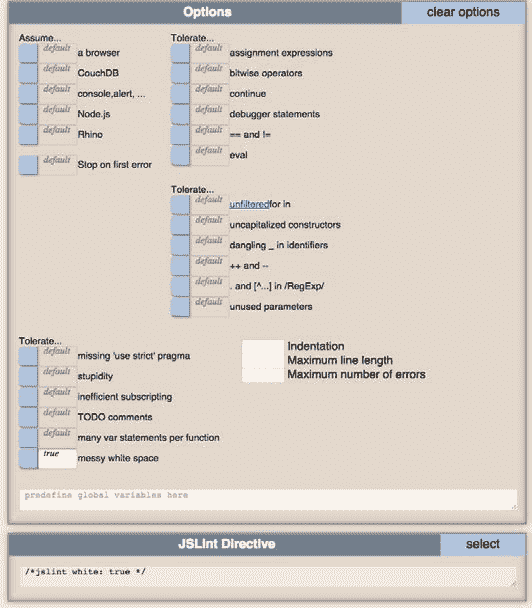 Options
clear options
Assume...
default a browser
default CouchDB
default console,alert, ...
default Node.js
default Rhino
default Stop on first error
Tolerate...
default assignment expressions
default bitwise operators
default continue
default debugger statements
default == and !=
default eval
Tolerate...
default unfiltered for in
default uncapitalized constructors
default dangling _ in identifiers
default ++ and --
default . and [^...] in /RegExp/
default unused parameters
Tolerate...
default missing 'use strict' pragma
default stupidity
default inefficient subscripting
default TODO comments
default many var statements per function
true messy white space
Indentation
Maximum line length
Maximum number of errors
predefine global variables here
JSLint Directive
select
/*jslint white: true */